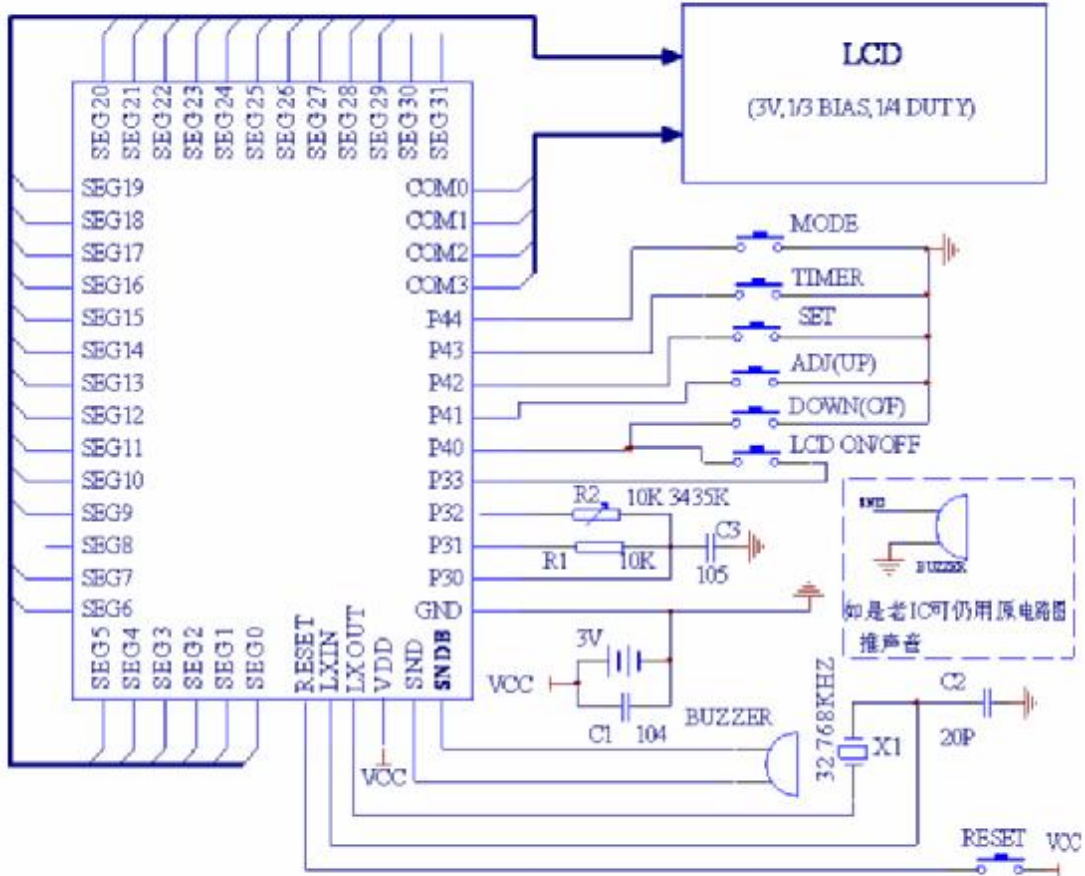 LCD
(3V,1/3 BIAS,1/4 DUTY)
SEG20
SEG21
SEG22
SEG23
SEG24
SEG25
SEG26
SEG27
SEG28
SEG29
SEG30
SEG31
SEG19
SEG18
SEG17
SEG16
SEG15
SEG14
SEG13
SEG12
SEG11
SEG10
SEG9
SEG8
SEG7
SEG6
COM0
COM1
COM2
COM3
P44
P43
P42
P41
P40
P33
P32
P31
P30
GND
SEG5
SEG4
SEG3
SEG2
SEG1
SEG0
RESET
LXIN
LXOUT
VDD
SND
SNDB
MODE
TIMER
SET
ADJ(UP)
DOWN(C/F)
LCD ON/OFF
R2 10K 3435K
R1 10K
C3
105
BUZZER
如是老IC可仍用原电路图
推声音
3V
VCC
C1 104
VCC
BUZZER
32.768KHZ
X1
C2
20P
RESET VCC